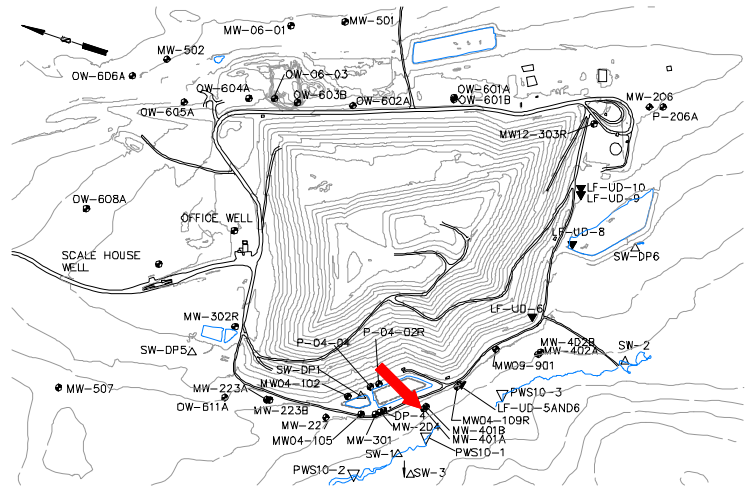 MW-06-01
MW-501
MW-502
OW-6D6A
OW-06-03
OW-604A
OW-603B
OW-602A
OW-601A
OW-601B
MW-206
P-206A
OW-605A
MW12-303R
LF-UD-10
LF-UD-9
OW-608A
OFFICE WELL
LF-UD-8
SW-DP6
SCALE HOUSE
WELL
LF-UD-6
MW-302R
P-04-04
P-04-02R
SW-DP5
MW-4D2B
MW-402A
SW-2
SW-DP1
MW09-901
MW04-102
MW-507
MW-223A
PWS10-3
OW-611A
MW-223B
LF-UD-5AND6
DP-4
MW04-109R
MW-227
MW-2D4
MW-401B
MW04-105
MW-301
MW-401A
SW-1
PWS10-1
PWS10-2
SW-3